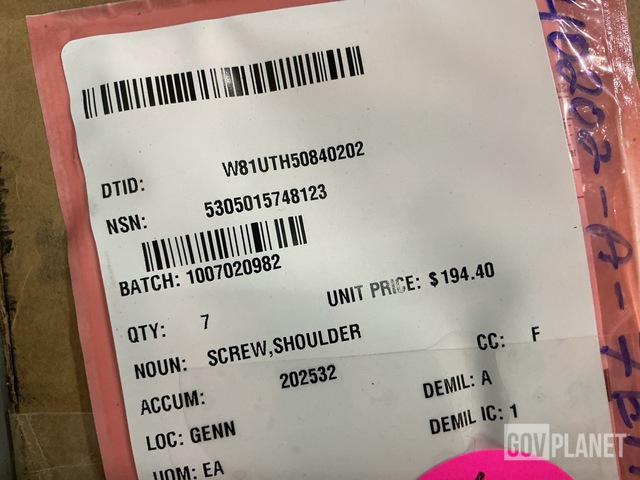 DTID: W81UTH50840202
NSN: 5305015748123
BATCH: 1007020982
QTY: 7 UNIT PRICE: $194.40
NOUN: SCREW,SHOULDER
ACCUM: 202532 CC: F
LOC: GENN DEMIL: A
UOM: EA DEMIL IC: 1
GOVPLANET